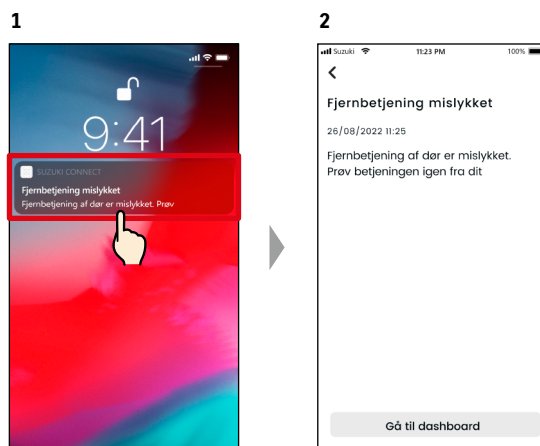 1
9:41
SUZUKI CONNECT
Fjernbetjening mislykket
Fjernbetjening af dør er mislykket. Prøv
2
Suzuki 11:23 PM 100%
Fjernbetjening mislykket
26/08/2022 11:25
Fjernbetjening af dør er mislykket.
Prøv betjeningen igen fra dit
Gå til dashboard